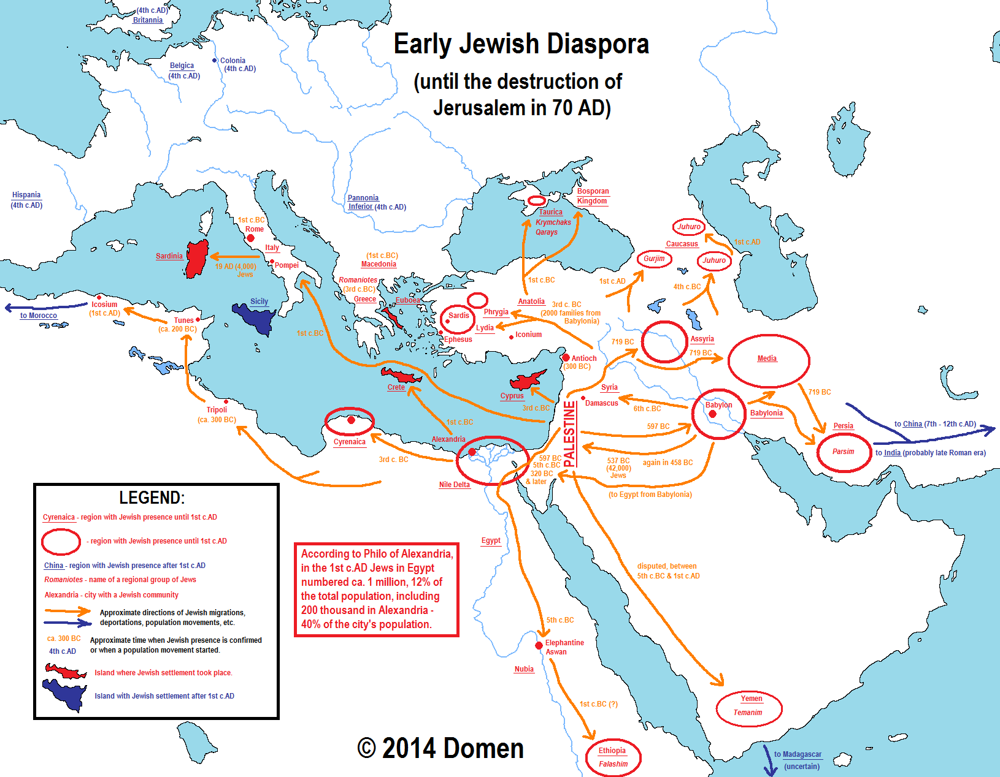 Early Jewish Diaspora
(until the destruction of
Jerusalem in 70 AD)
(4th c.AD)
Britannia
Belgica
(4th c.AD)
Colonia
(4th c.AD)
Hispania
(4th c.AD)
Pannonia
Inferior (4th c.AD)
Bosporan
Kingdom
Taurica
Krymchaks
Qarays
1st c.BC
Rome
Italy
Pompei
Sardinia
19 AD (4,000)
Jews
(1st c.BC)
Macedonia
Romaniotes
(3rd c.BC)
Greece
Euboea
Juhuro
Caucasus
1st c.AD
Gurjim
Juhuro
1st c.BC
1st c.AD
4th c.BC
Icosium
(1st c.AD)
to Morocco
Tunes
(ca. 200 BC)
Sicily
1st c.BC
Sardis
Phrygia
Lydia
Ephesus
Iconium
Anatolia
3rd c. BC
(2000 families from
Babylonia)
Antioch
(300 BC)
719 BC
Assyria
719 BC
Media
719 BC
Crete
Cyprus
3rd c.BC
Syria
Damascus
6th c.BC
Babylon
Babylonia
Tripoli
(ca. 300 BC)
Cyrenaica
1st c.BC
Alexandria
3rd c. BC
Nile Delta
PALESTINE
597 BC
597 BC
5th c.BC
320 BC
& later
537 BC
(42,000)
Jews
again in 458 BC
(to Egypt from Babylonia)
Persia
Parsim
to China (7th - 12th c.AD)
to India (probably late Roman era)
LEGEND:
Cyrenaica - region with Jewish presence until 1st c.AD
- region with Jewish presence until 1st c.AD
China - region with Jewish presence after 1st c.AD
Romaniotes - name of a regional group of Jews
Alexandria - city with a Jewish community
Approximate directions of Jewish migrations,
deportations, population movements, etc.
ca. 300 BC
4th c.AD
Approximate time when Jewish presence is confirmed
or when a population movement started.
Island where Jewish settlement took place.
Island with Jewish settlement after 1st c.AD
According to Philo of Alexandria,
in the 1st c.AD Jews in Egypt
numbered ca. 1 million, 12% of
the total population, including
200 thousand in Alexandria -
40% of the city's population.
Egypt
5th c.BC
Elephantine
Aswan
Nubia
1st c.BC (?)
Ethiopia
Falashim
disputed, between
5th c.BC & 1st c.AD
Yemen
Temanim
to Madagascar
(uncertain)
© 2014 Domen